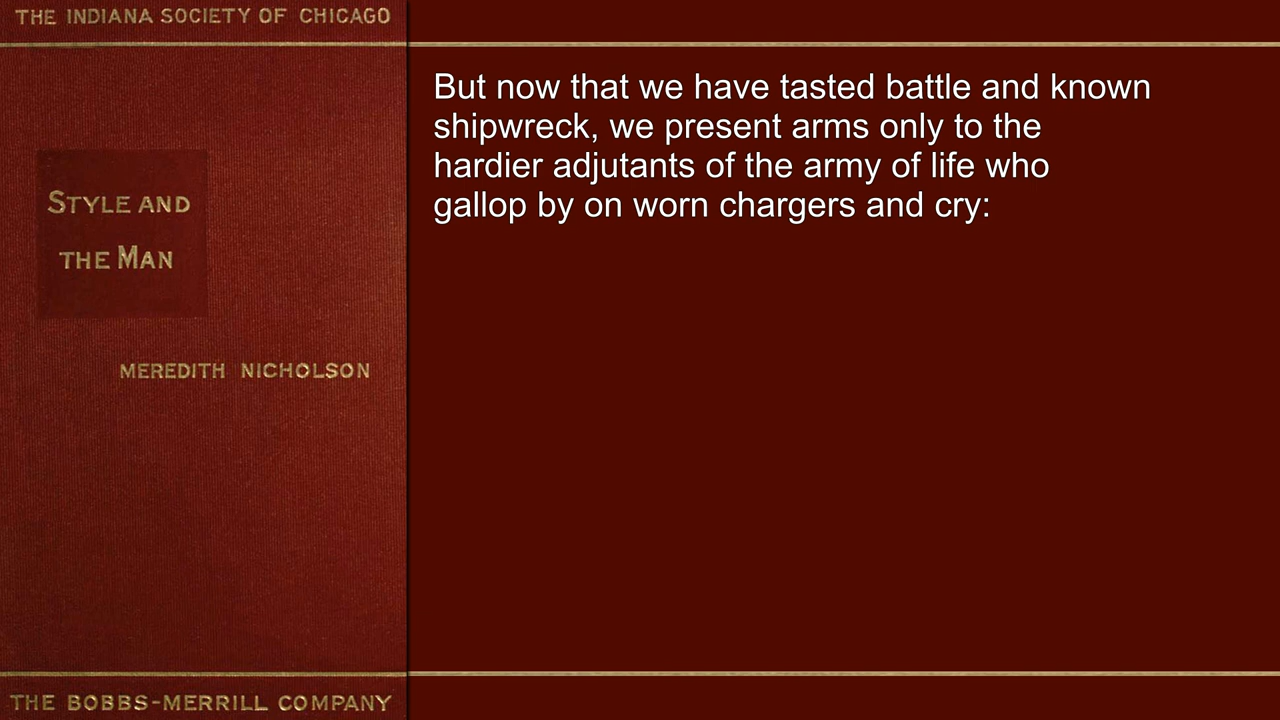 THE INDIANA SOCIETY OF CHICAGO
STYLE AND
THE MAN
MEREDITH NICHOLSON
THE BOBBS-MERRILL COMPANY
But now that we have tasted battle and known
shipwreck, we present arms only to the
hardier adjutants of the army of life who
gallop by on worn chargers and cry: